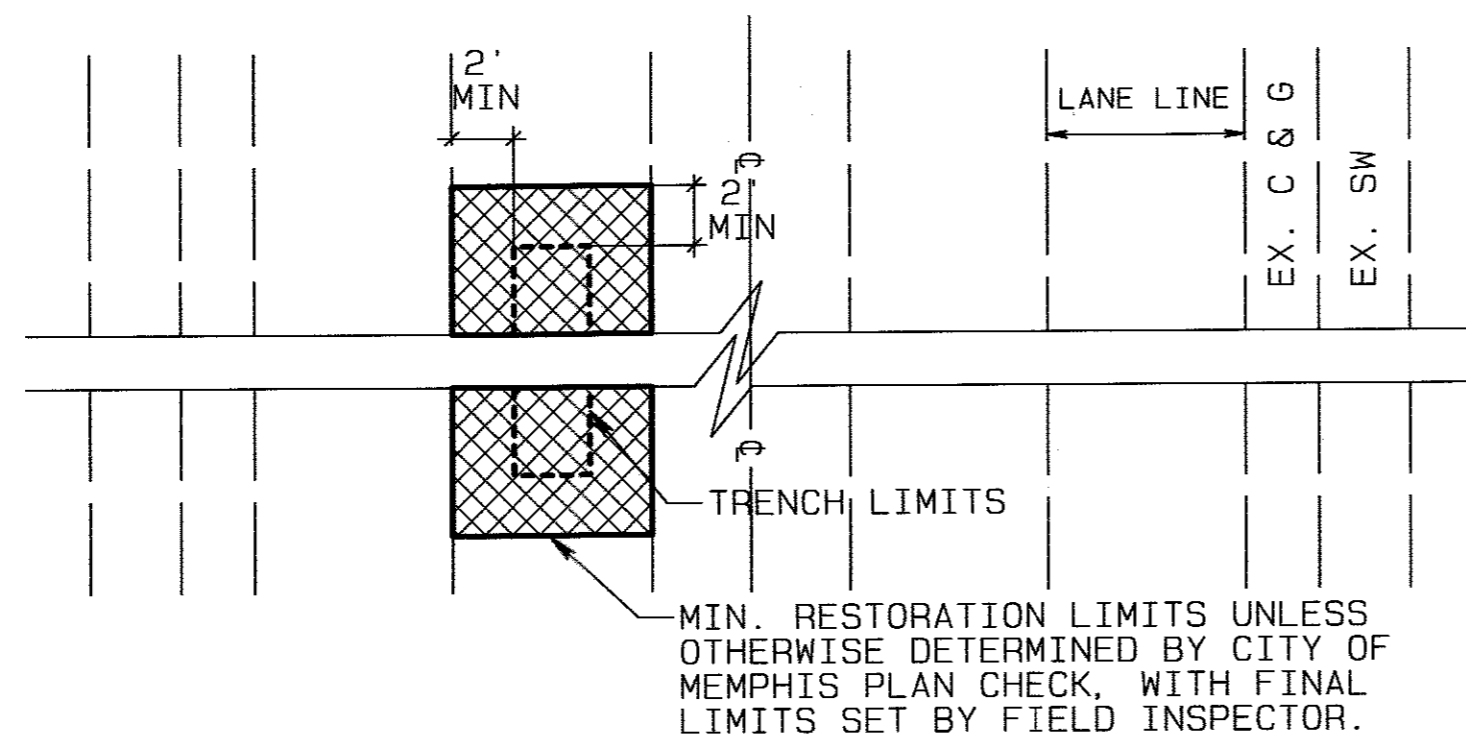 2'
MIN
LANE LINE
EX. C & G
EX. SW
℄
2'
MIN
℄
TRENCH LIMITS
MIN. RESTORATION LIMITS UNLESS
OTHERWISE DETERMINED BY CITY OF
MEMPHIS PLAN CHECK, WITH FINAL
LIMITS SET BY FIELD INSPECTOR.